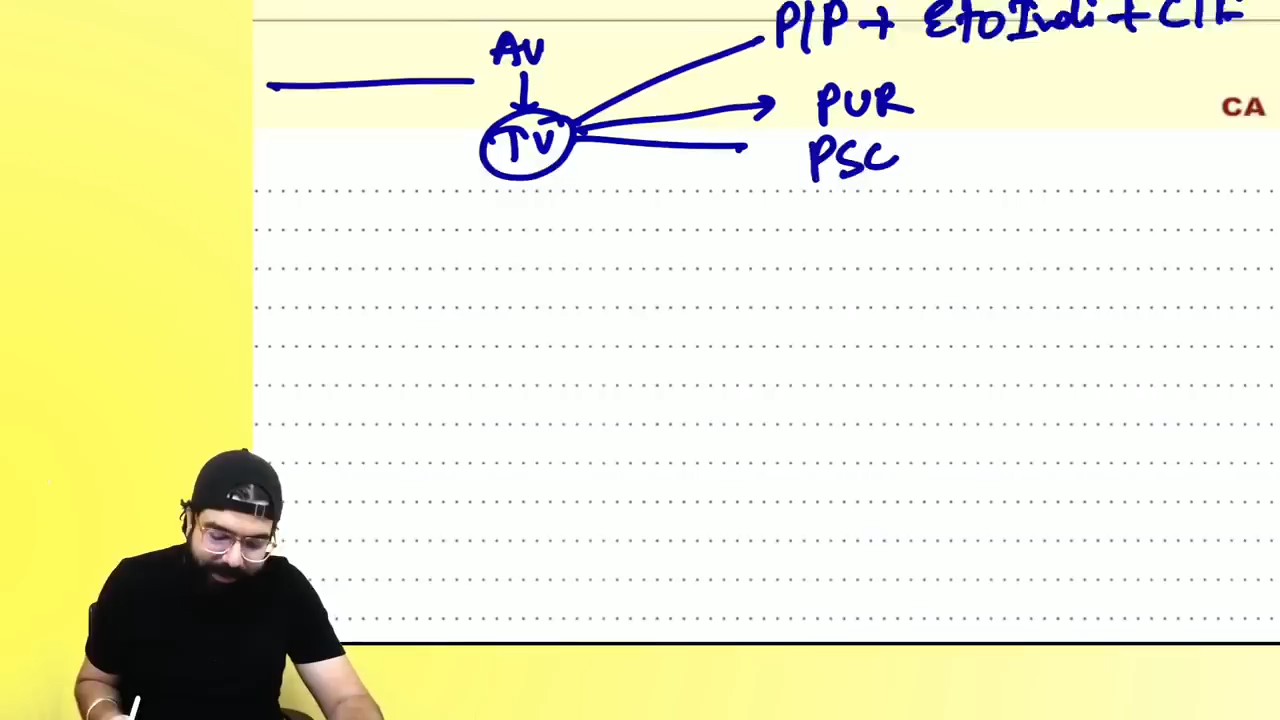 P/P + EtoIndi + CIF
AV
TV
PUR
PSC
CA